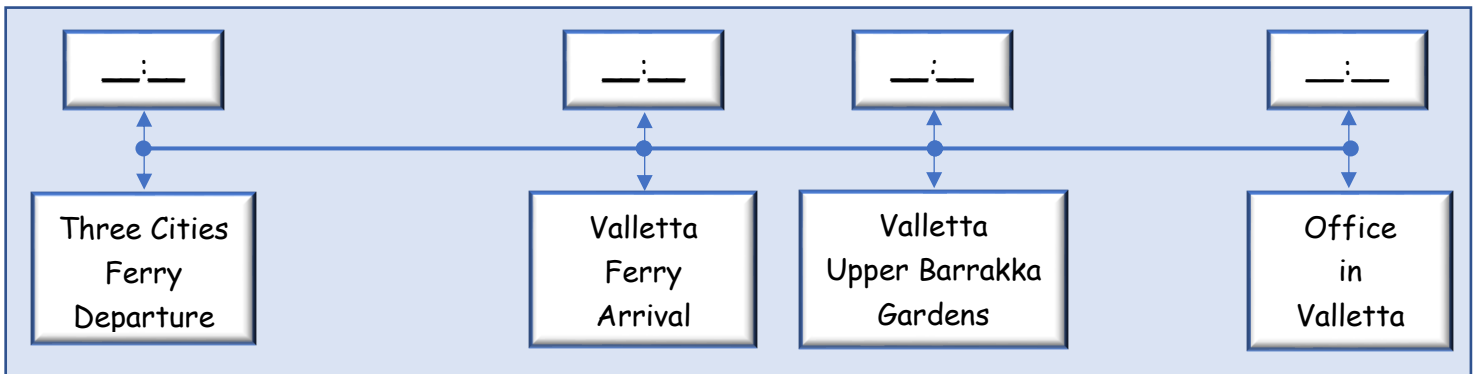 __:__
__:__
__:__
__:__
Three Cities
Ferry
Departure
Valletta
Ferry
Arrival
Valletta
Upper Barrakka
Gardens
Office
in
Valletta